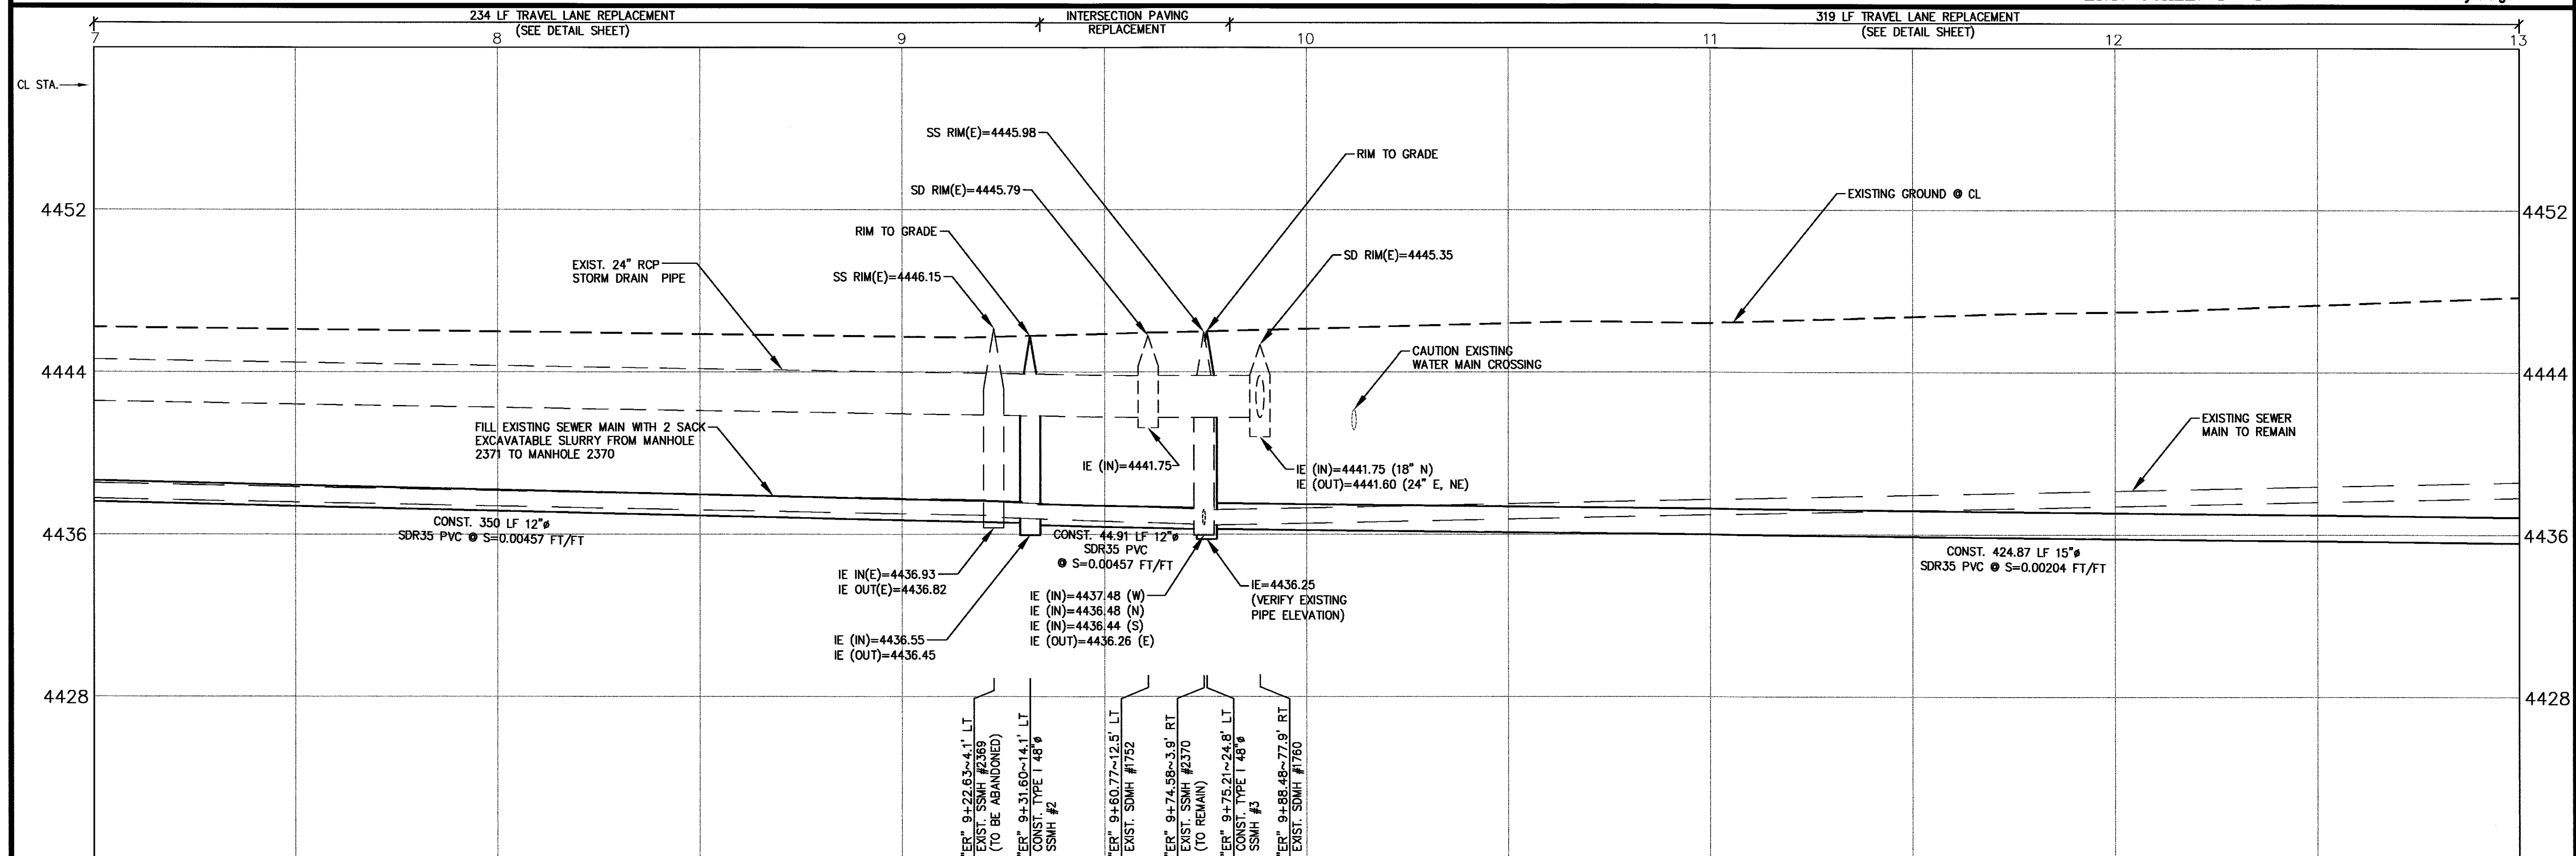 234 LF TRAVEL LANE REPLACEMENT
(SEE DETAIL SHEET)
INTERSECTION PAVING
REPLACEMENT
319 LF TRAVEL LANE REPLACEMENT
(SEE DETAIL SHEET)
7
8
9
10
11
12
13
CL STA.
SS RIM(E)=4445.98
RIM TO GRADE
SD RIM(E)=4445.79
EXISTING GROUND @ CL
4452
4452
RIM TO GRADE
EXIST. 24" RCP
STORM DRAIN PIPE
SS RIM(E)=4446.15
SD RIM(E)=4445.35
4444
4444
CAUTION EXISTING
WATER MAIN CROSSING
FILL EXISTING SEWER MAIN WITH 2 SACK
EXCAVATABLE SLURRY FROM MANHOLE
2371 TO MANHOLE 2370
EXISTING SEWER
MAIN TO REMAIN
IE (IN)=4441.75
IE (IN)=4441.75 (18" N)
IE (OUT)=4441.60 (24" E, NE)
CONST. 350 LF 12"ø
SDR35 PVC @ S=0.00457 FT/FT
4436
4436
CONST. 44.91 LF 12"ø
SDR35 PVC
@ S=0.00457 FT/FT
CONST. 424.87 LF 15"ø
SDR35 PVC @ S=0.00204 FT/FT
IE IN(E)=4436.93
IE OUT(E)=4436.82
IE (IN)=4437.48 (W)
IE (IN)=4436.48 (N)
IE (IN)=4436.44 (S)
IE (OUT)=4436.26 (E)
IE=4436.25
(VERIFY EXISTING
PIPE ELEVATION)
IE (IN)=4436.55
IE (OUT)=4436.45
4428
4428
"ER" 9+22.63~4.1' LT
EXIST. SSMH #2369
(TO BE ABANDONED)
"ER" 9+31.60~14.1' LT
CONST. TYPE I 48"ø
SSMH #2
"ER" 9+60.77~12.5' LT
EXIST. SDMH #1752
"ER" 9+74.58~3.9' RT
EXIST. SSMH #2370
(TO REMAIN)
"ER" 9+75.21~24.8' LT
CONST. TYPE I 48"ø
SSMH #3
"ER" 9+88.48~77.9' RT
EXIST. SDMH #1760